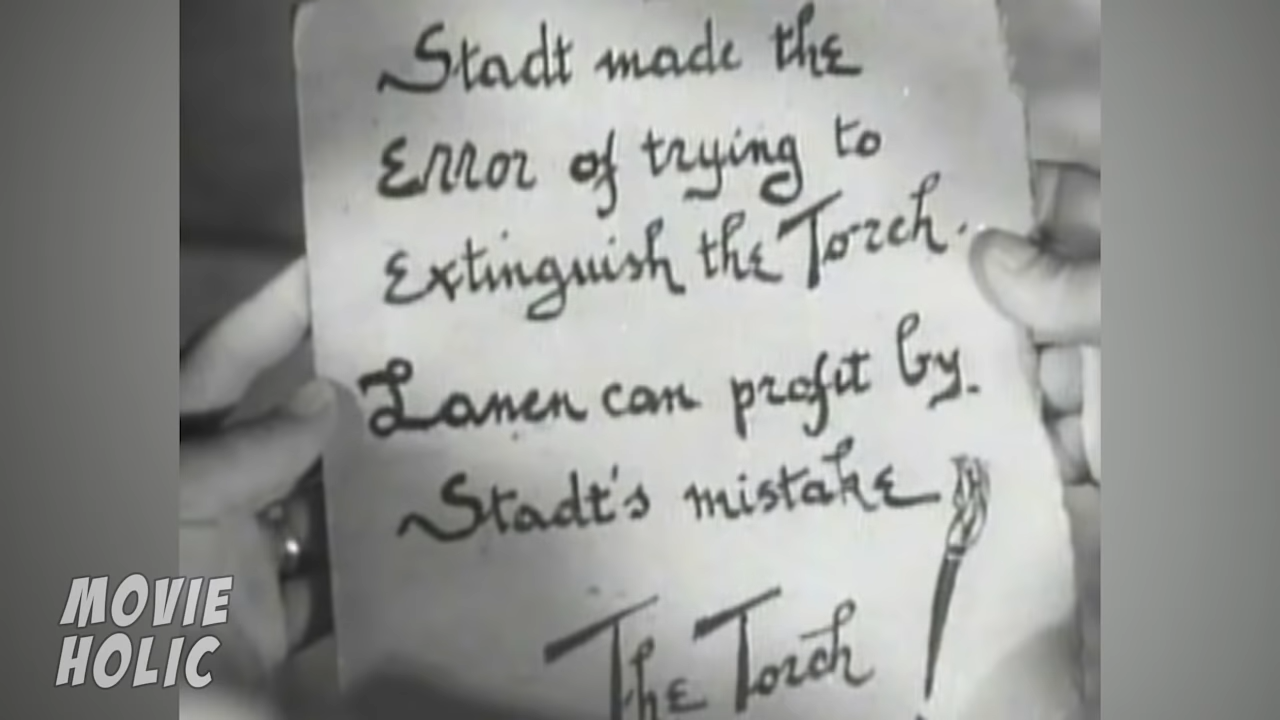 Stadt made the
Error of trying to
Extinguish the Torch.
Lanen can profit by
Stadt's mistake
The Torch
MOVIE
HOLIC